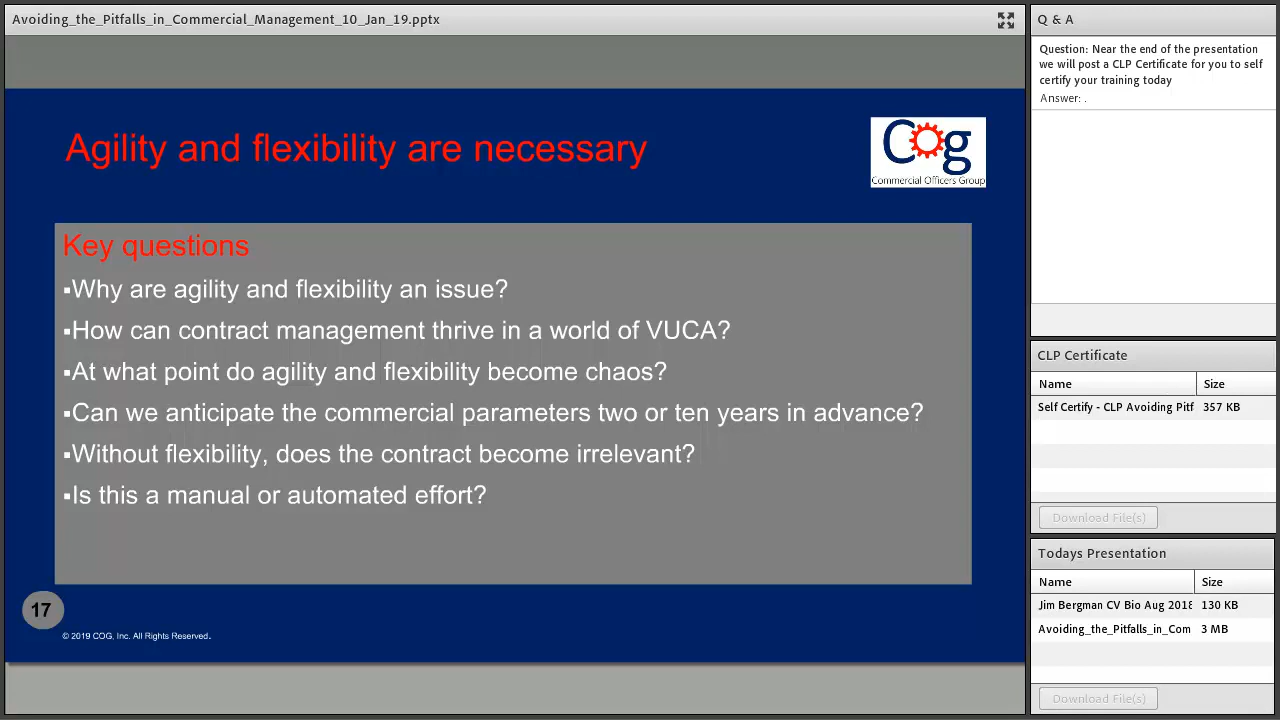 Avoiding_the_Pitfalls_in_Commercial_Management_10_Jan_19.pptx
Agility and flexibility are necessary
Cog
Commercial Officers Group
Key questions
▪Why are agility and flexibility an issue?
▪How can contract management thrive in a world of VUCA?
▪At what point do agility and flexibility become chaos?
▪Can we anticipate the commercial parameters two or ten years in advance?
▪Without flexibility, does the contract become irrelevant?
▪Is this a manual or automated effort?
17
© 2019 COG, Inc. All Rights Reserved.
Q & A
Question: Near the end of the presentation
we will post a CLP Certificate for you to self
certify your training today
Answer: .
CLP Certificate
Name Size
Self Certify - CLP Avoiding Pitf 357 KB
Download File(s)
Todays Presentation
Name Size
Jim Bergman CV Bio Aug 2018 130 KB
Avoiding_the_Pitfalls_in_Com 3 MB
Download File(s)